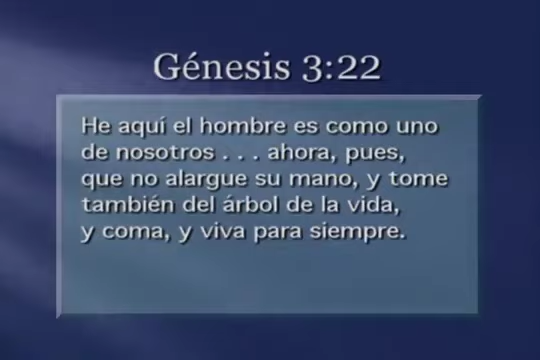 Génesis 3:22
He aquí el hombre es como uno
de nosotros . . . ahora, pues,
que no alargue su mano, y tome
también del árbol de la vida,
y coma, y viva para siempre.